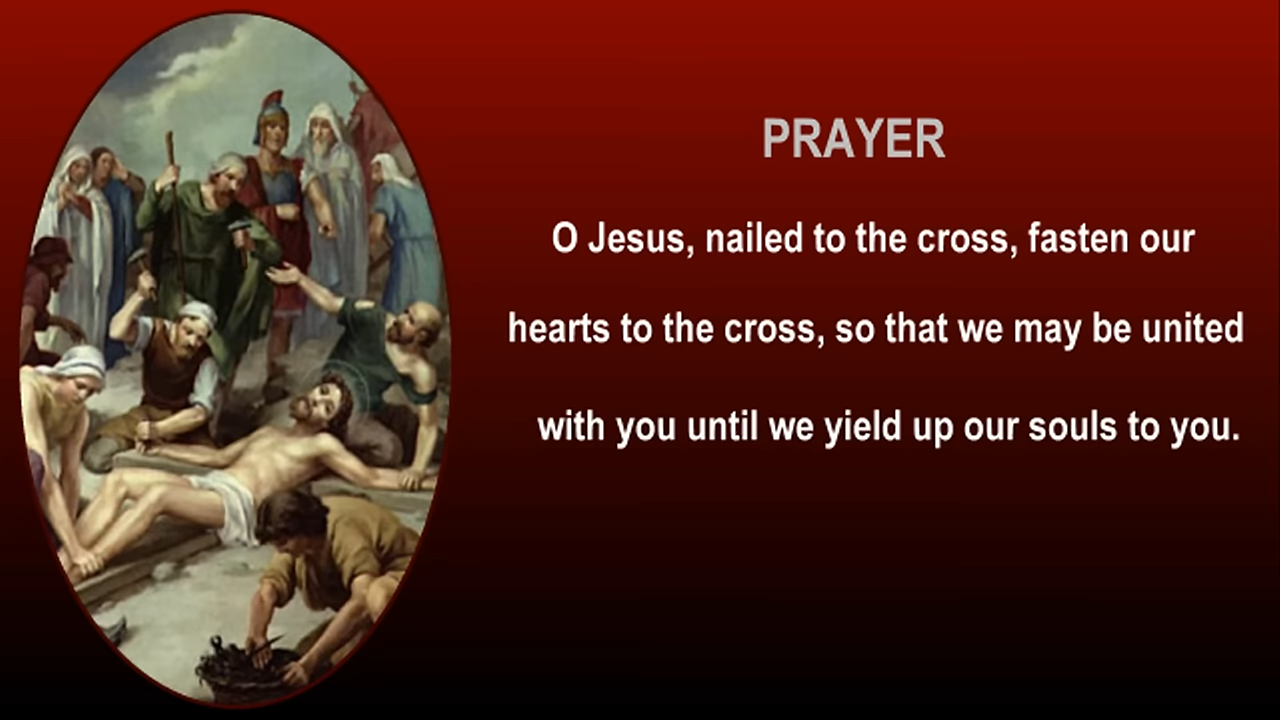 PRAYER
O Jesus, nailed to the cross, fasten our
hearts to the cross, so that we may be united
with you until we yield up our souls to you.